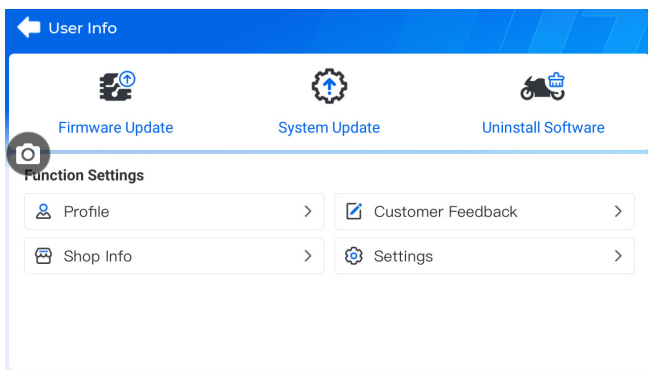 User Info
Firmware Update
System Update
Uninstall Software
Function Settings
Profile
Customer Feedback
Shop Info
Settings